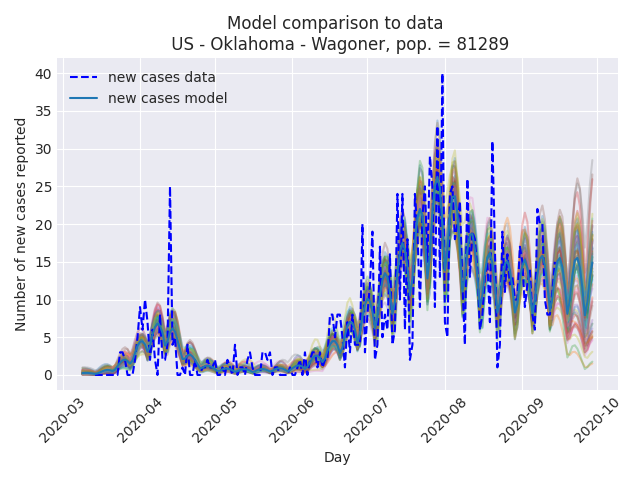 Model comparison to data
US - Oklahoma - Wagoner, pop. = 81289
new cases data
new cases model
Number of new cases reported
40
35
30
25
20
15
10
5
0
2020-03
2020-04
2020-05
2020-06
2020-07
2020-08
2020-09
2020-10
Day